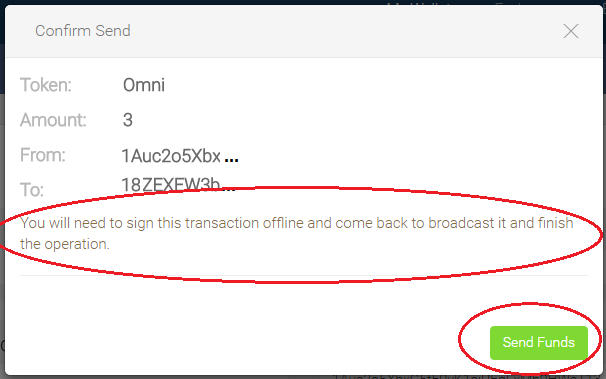 Confirm Send
Token: Omni
Amount: 3
From: 1Auc2o5Xbx ...
To: 18ZEXFW3h...
You will need to sign this transaction offline and come back to broadcast it and finish
the operation.
Send Funds